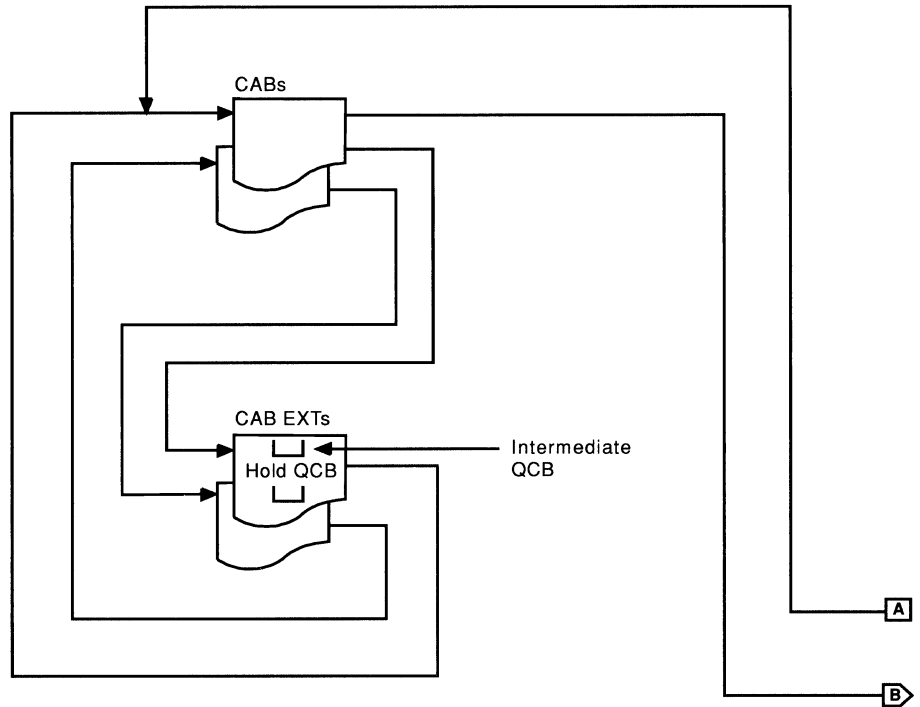 CABs
CAB EXTs
Intermediate
QCB
Hold QCB
A
B